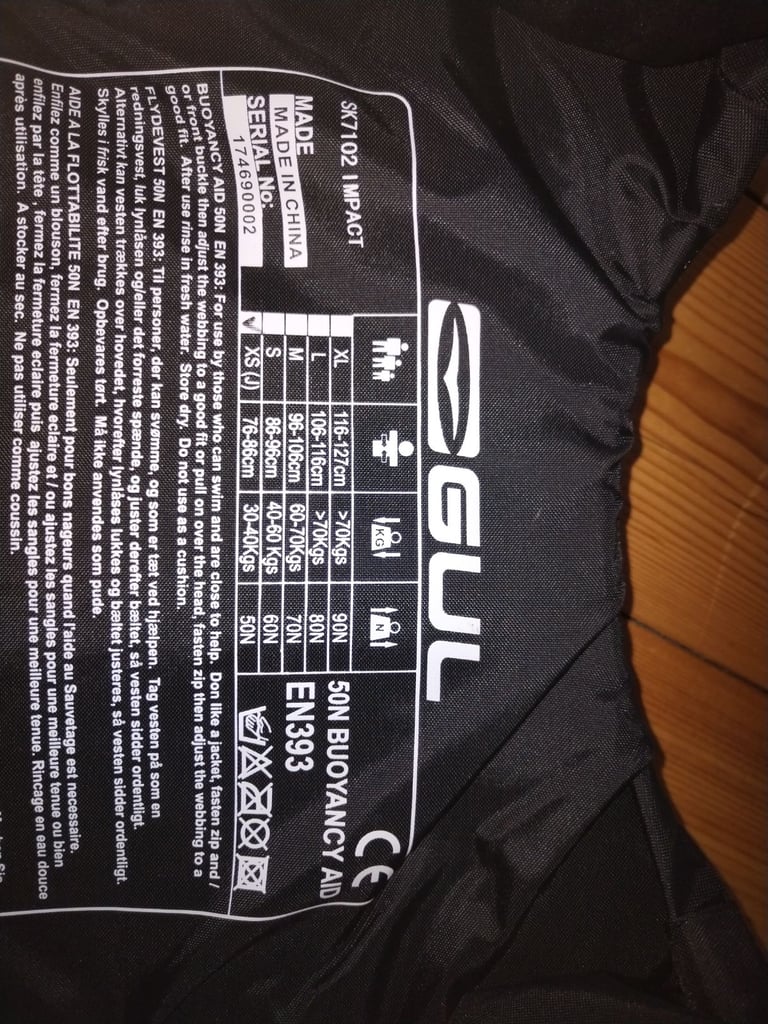 GUL
SK7102 IMPACT
MADE
MADE IN CHINA
SERIAL No:
174690002
KG
N
XL 116-127cm >70Kgs 90N
L 106-116cm >70Kgs 80N
M 96-106cm 60-70Kgs 70N
S 86-96cm 40-60 Kgs 60N
✓ XS (J) 76-86cm 30-40Kgs 50N
CE
50N BUOYANCY AID
EN393
BUOYANCY AID 50N EN 393: For use by those who can swim and are close to help. Don like a jacket, fasten zip and /
or front buckle then adjust the webbing to a good fit or pull on over the head, fasten zip then adjust the webbing to a
good fit. After use rinse in fresh water. Store dry. Do not use as a cushion.
FLYDEVEST 50N EN 393: Til personer, der kan svømme, og som er tæt ved hjælpen. Tag vesten på som en
redningsvest, luk lynlåsen og/eller det forreste spænde, og juster derefter bæltet, så vesten sidder ordentligt.
Alternativt kan vesten trækkes over hovedet, hvorefter lynlåses lukkes og bæltet justeres, så vesten sidder ordentligt.
Skylles i frisk vand efter brug. Opbevares tørt. Må ikke anvendes som pude.
AIDE A LA FLOTTABILITE 50N EN 393: Seulement pour bons nageurs quand l'aide au Sauvetage est necessaire.
Enfilez comme un blouson, fermez la fermeture eclaire et / ou ajustez les sangles pour une meilleure tenue ou bien
enfilez par la tête , fermez la fermeture eclaire puis ajustez les sangles pour une meilleure tenue. Rincage en eau douce
après utilisation. A stocker au sec. Ne pas utiliser comme coussin.